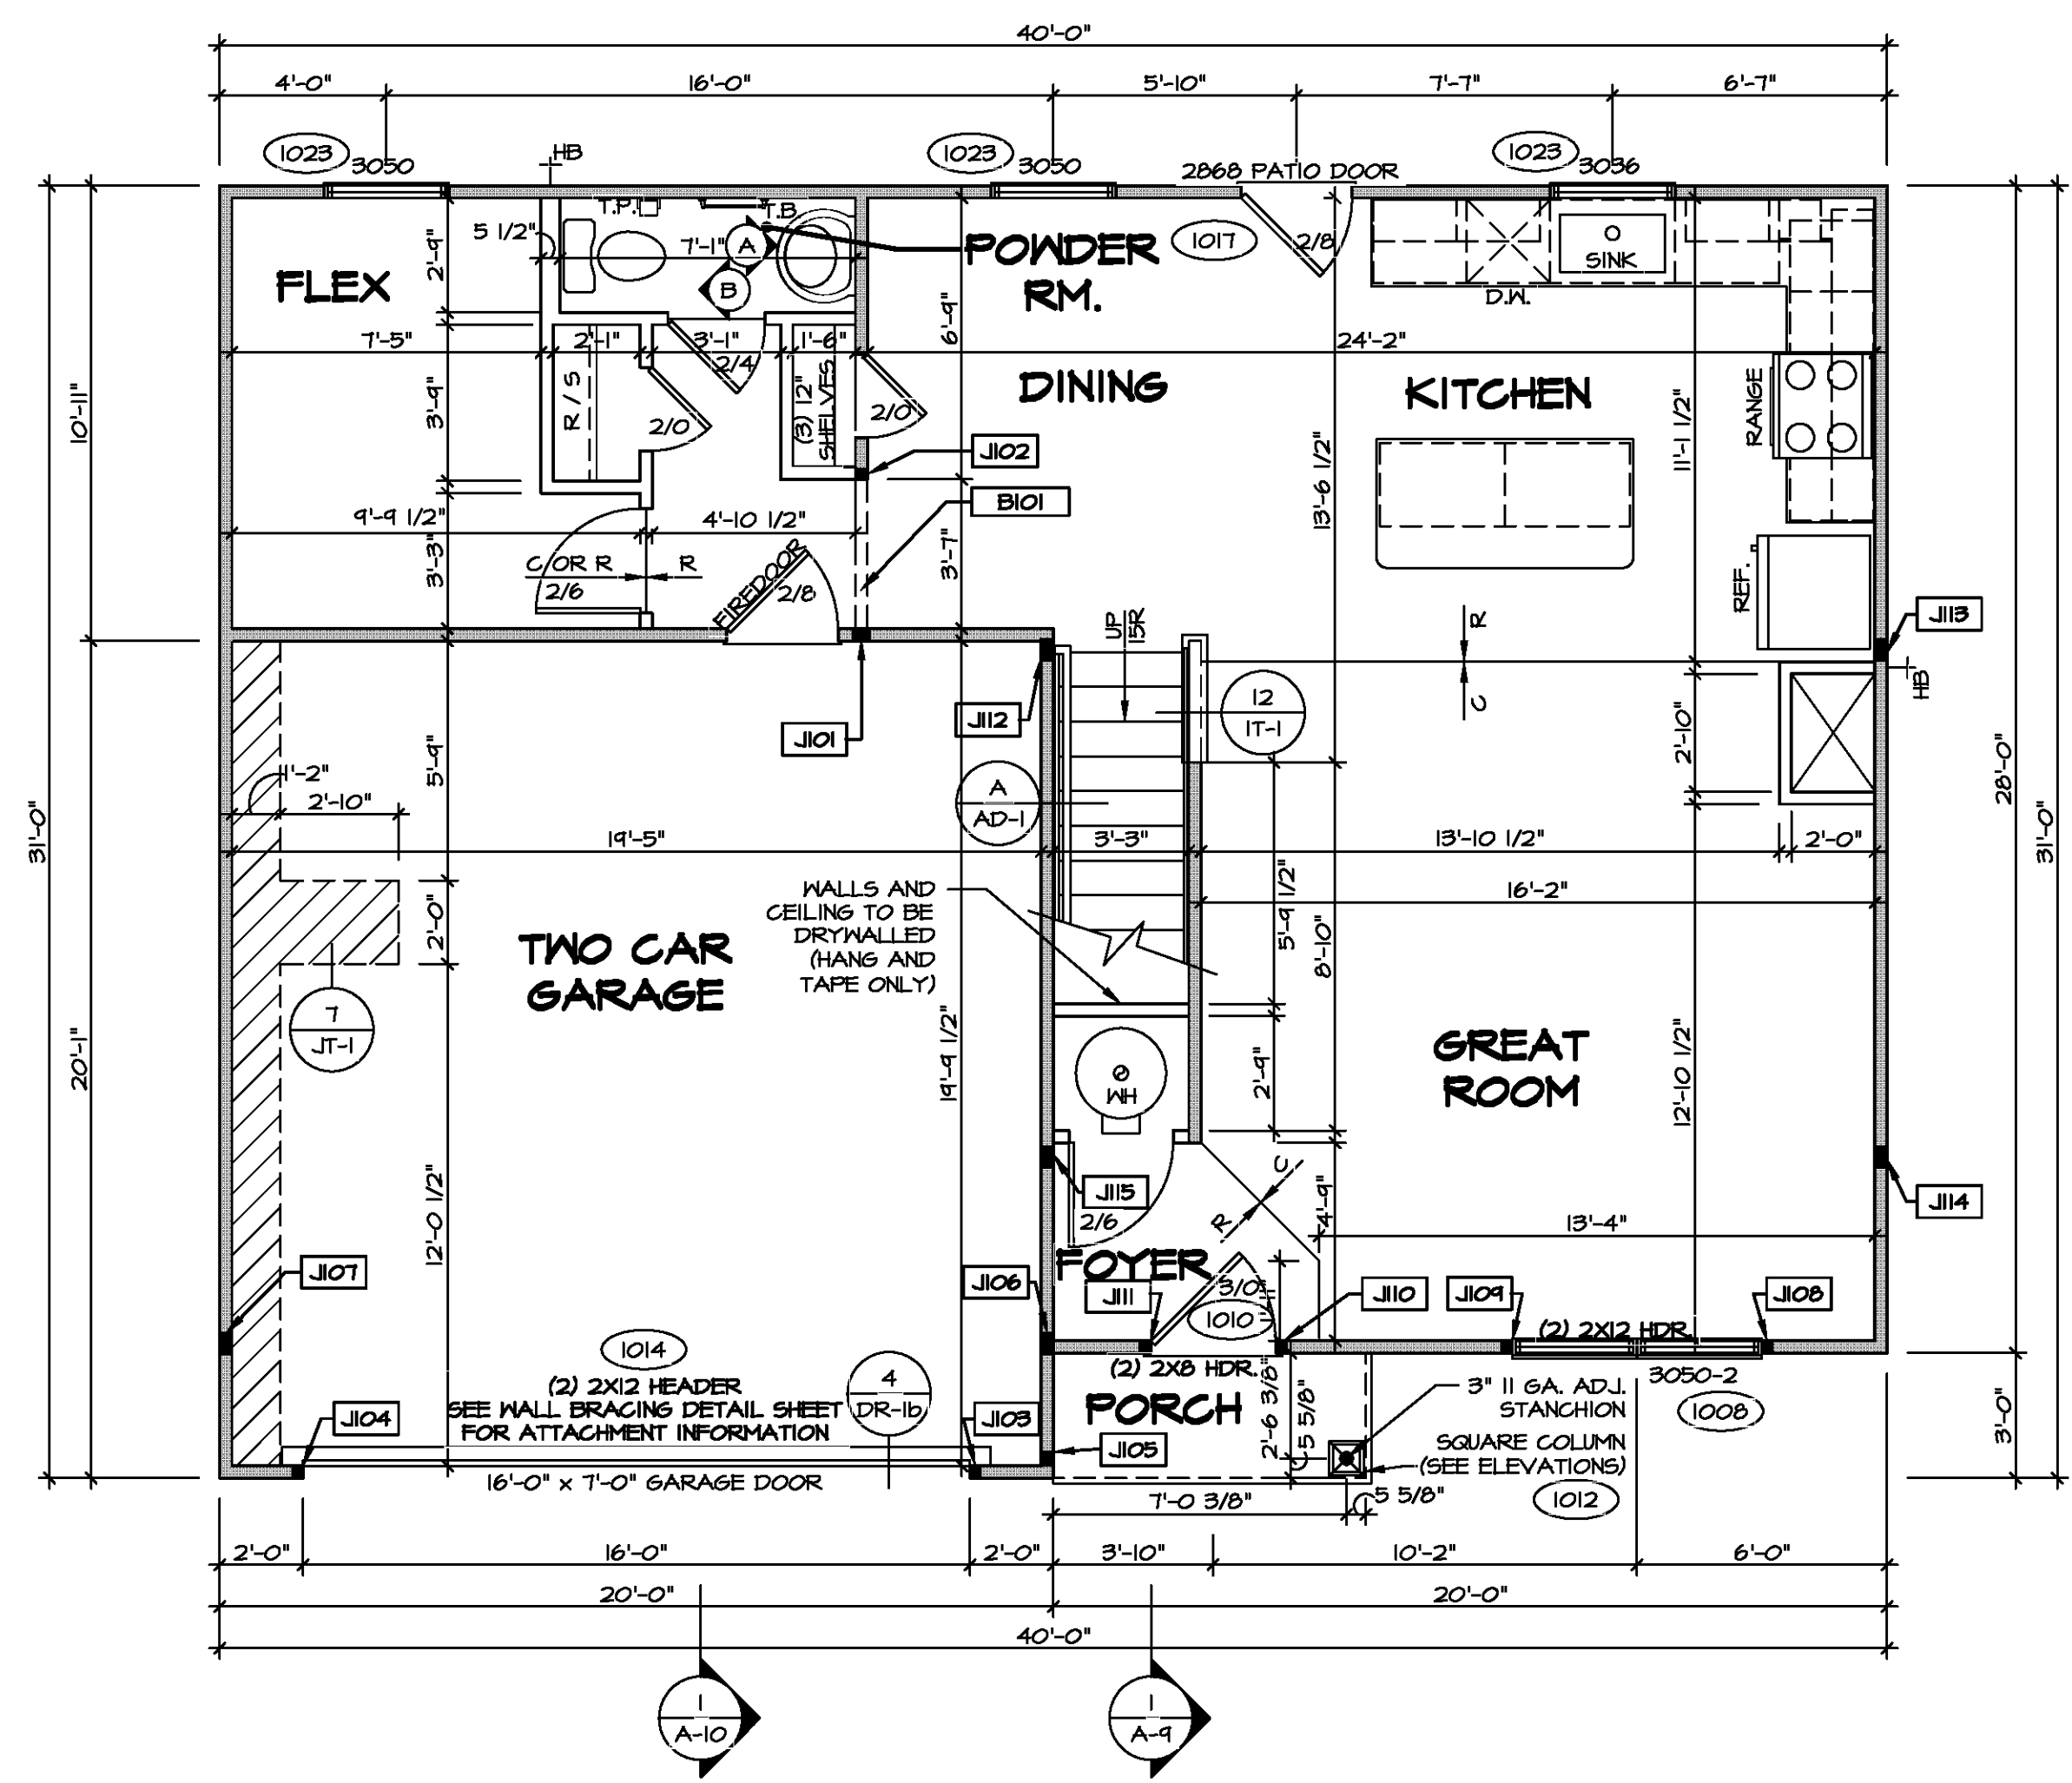 40'-0"
4'-0" 16'-0" 5'-10" 7'-7" 6'-7"
1023 3050 HB 1023 3050 2868 PATIO DOOR 1023 3036
T.P. T.B.
5 1/2" 7'-1" A B
2'-9"
FLEX
POWDER
RM.
1017 2/8
SINK
D.W.
6'-9"
7'-5" 2'-1" 3'-1" 1'-6" 24'-2"
2/4
10'-11"
3'-9"
R / S
2/0
(3) 12"
SHELVES
2/0
DINING
KITCHEN
RANGE
11'-1 1/2"
13'-6 1/2"
J102
B101
9'-9 1/2" 4'-10 1/2"
3'-3"
3'-7"
C OR R R
2/6
FIREDOOR
2/8
REF.
UP
15R
R
C
J113
HB
J112
J101
12
1T-1
5'-9"
2'-10"
28'-0"
1'-2"
2'-10"
A
AD-1
31'-0"
19'-5" 3'-3" 13'-10 1/2" 2'-0"
31'-0"
16'-2"
WALLS AND
CEILING TO BE
DRYWALLED
(HANG AND
TAPE ONLY)
2'-0"
5'-9 1/2"
8'-10"
TWO CAR
GARAGE
7
JT-1
20'-1"
19'-9 1/2"
WH
2'-9"
GREAT
ROOM
12'-10 1/2"
12'-0 1/2"
J115
2/6
C
R
4'-9"
13'-4"
J114
FOYER
J107
J106
J111
3/0
1010
J110
J109
J108
(2) 2X12 HDR.
1014
(2) 2X12 HEADER
SEE WALL BRACING DETAIL SHEET
FOR ATTACHMENT INFORMATION
4
DR-1b
(2) 2X8 HDR.
PORCH
2'-6 3/8"
5 5/8"
3050-2
1008
3" 11 GA. ADJ.
STANCHION
SQUARE COLUMN
(SEE ELEVATIONS)
1012
3'-0"
J104
J103
J105
16'-0" x 7'-0" GARAGE DOOR
7'-0 3/8" 5 5/8"
2'-0" 16'-0" 2'-0" 3'-10" 10'-2" 6'-0"
20'-0" 20'-0"
40'-0"
1
A-10
1
A-9